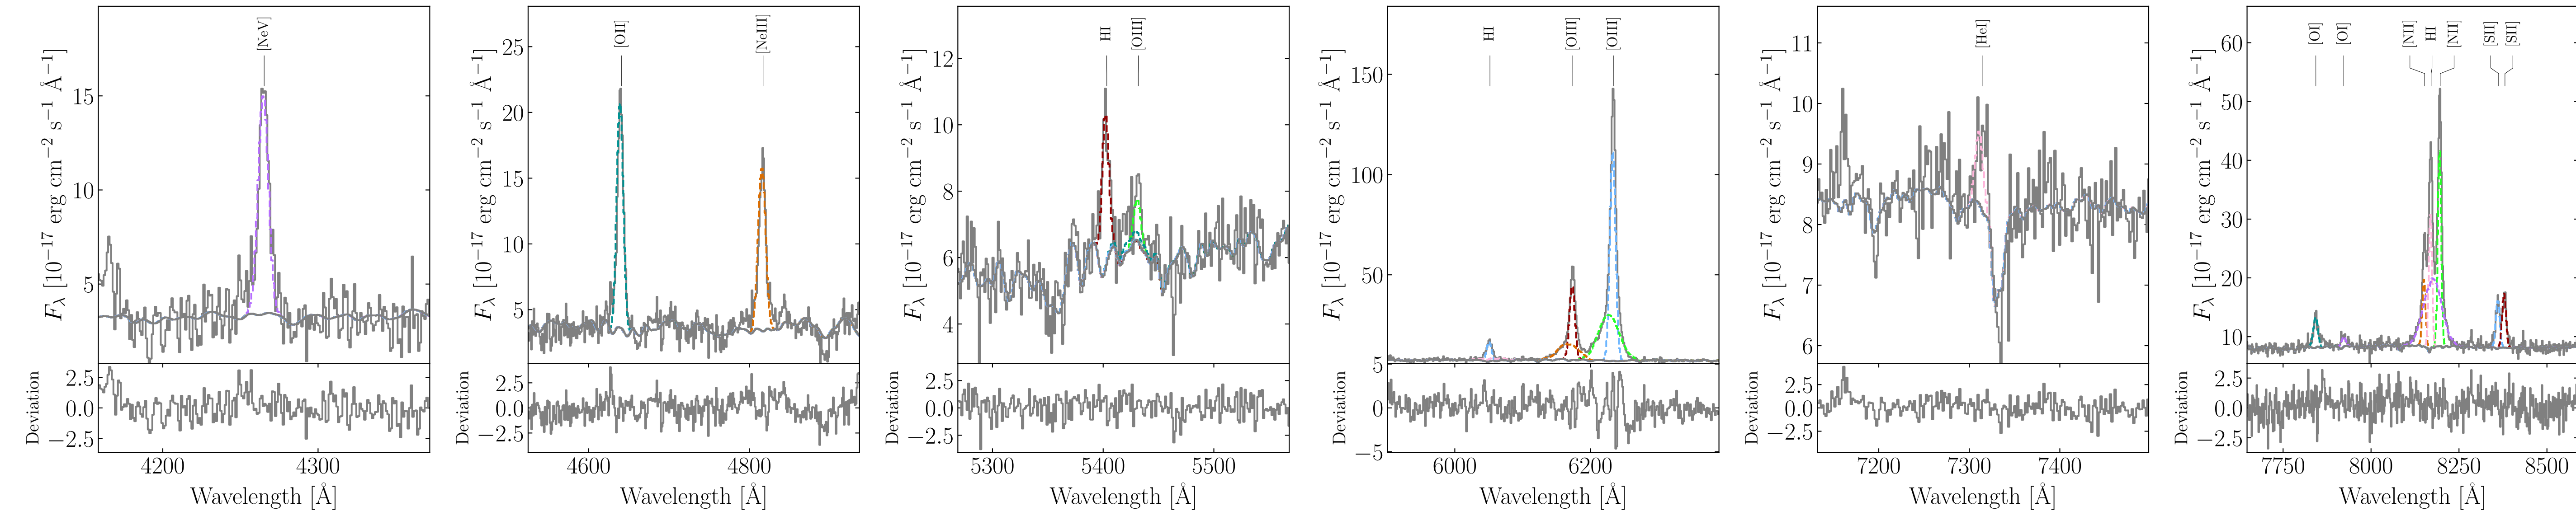 [NeV]
F_λ [10^−17 erg cm^−2 s^−1 Å^−1]
15
10
5
Deviation
2.5
0.0
−2.5
4200
4300
Wavelength [Å]
[OII]
[NeIII]
F_λ [10^−17 erg cm^−2 s^−1 Å^−1]
25
20
15
10
5
Deviation
2.5
0.0
−2.5
4600
4800
Wavelength [Å]
HI
[OIII]
F_λ [10^−17 erg cm^−2 s^−1 Å^−1]
12
10
8
6
4
Deviation
2.5
0.0
−2.5
5300
5400
5500
Wavelength [Å]
HI
[OIII]
[OIII]
F_λ [10^−17 erg cm^−2 s^−1 Å^−1]
150
100
50
Deviation
5
0
−5
6000
6200
Wavelength [Å]
[HeI]
F_λ [10^−17 erg cm^−2 s^−1 Å^−1]
11
10
9
8
7
6
Deviation
2.5
0.0
−2.5
7200
7300
7400
Wavelength [Å]
[OI]
[OI]
[NII]
HI
[NII]
[SII]
[SII]
F_λ [10^−17 erg cm^−2 s^−1 Å^−1]
60
50
40
30
20
10
Deviation
2.5
0.0
−2.5
7750
8000
8250
8500
Wavelength [Å]